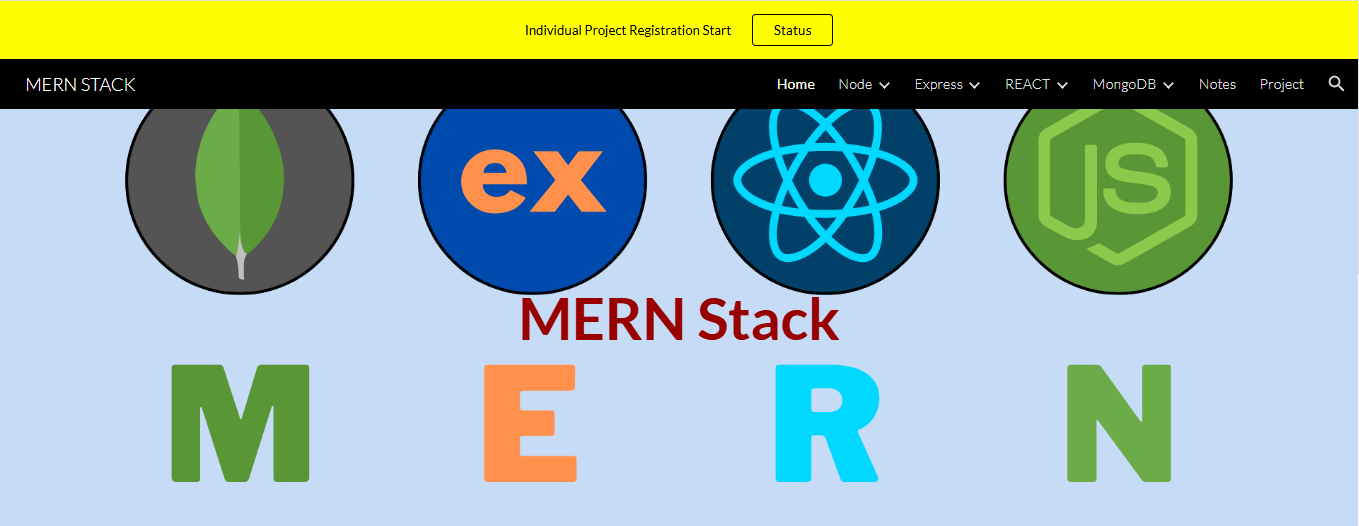 Individual Project Registration Start Status
MERN STACK Home Node Express REACT MongoDB Notes Project
ex JS
MERN Stack
M E R N